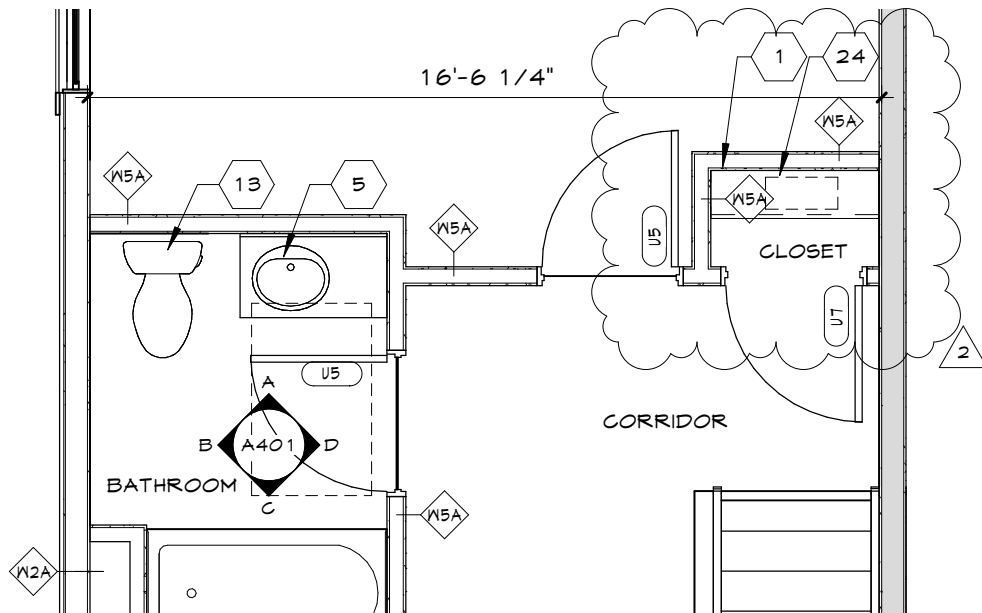 1
24
16'-6 1/4"
W5A
W5A
13
5
W5A
W5A
U5
CLOSET
U7
2
U5
A
B
A401
D
C
CORRIDOR
BATHROOM
W5A
W2A